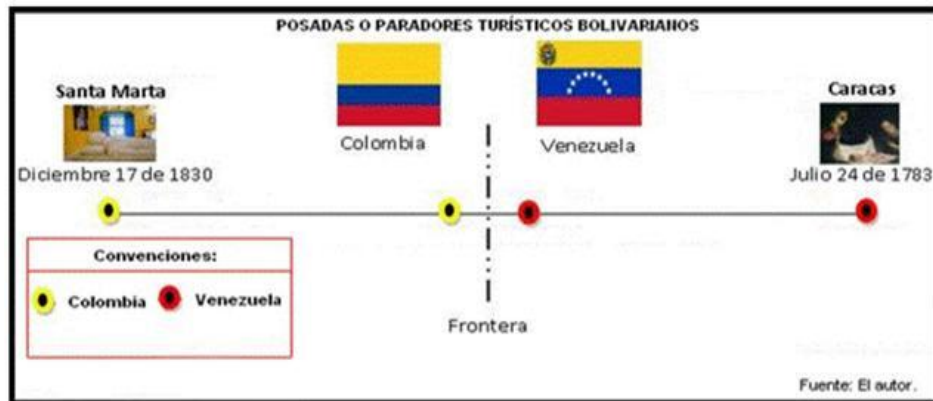 POSADAS O PARADORES TURÍSTICOS BOLIVARIANOS
Santa Marta
Caracas
Colombia
Venezuela
Diciembre 17 de 1830
Julio 24 de 1783
Convenciones:
Colombia
Venezuela
Frontera
Fuente: El autor.